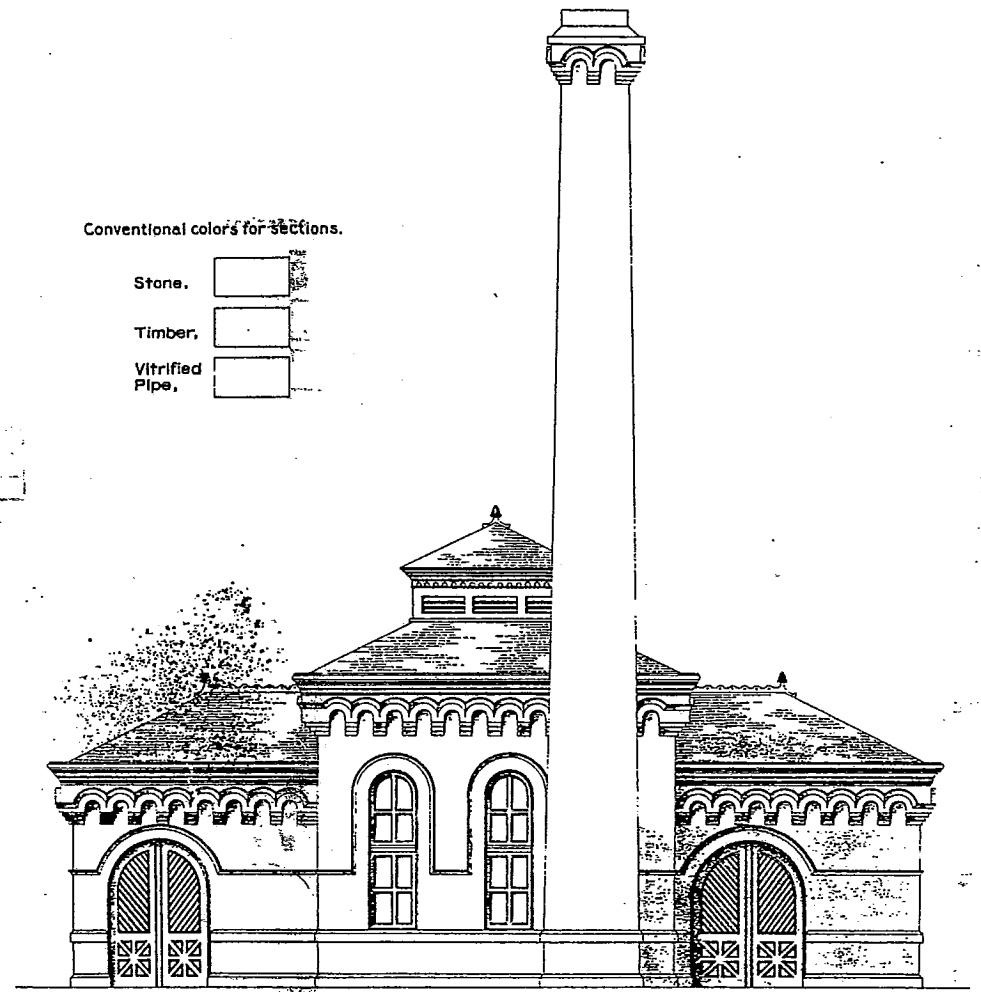 Conventional colors for sections.
Stone.
Timber.
Vitrified
Pipe.